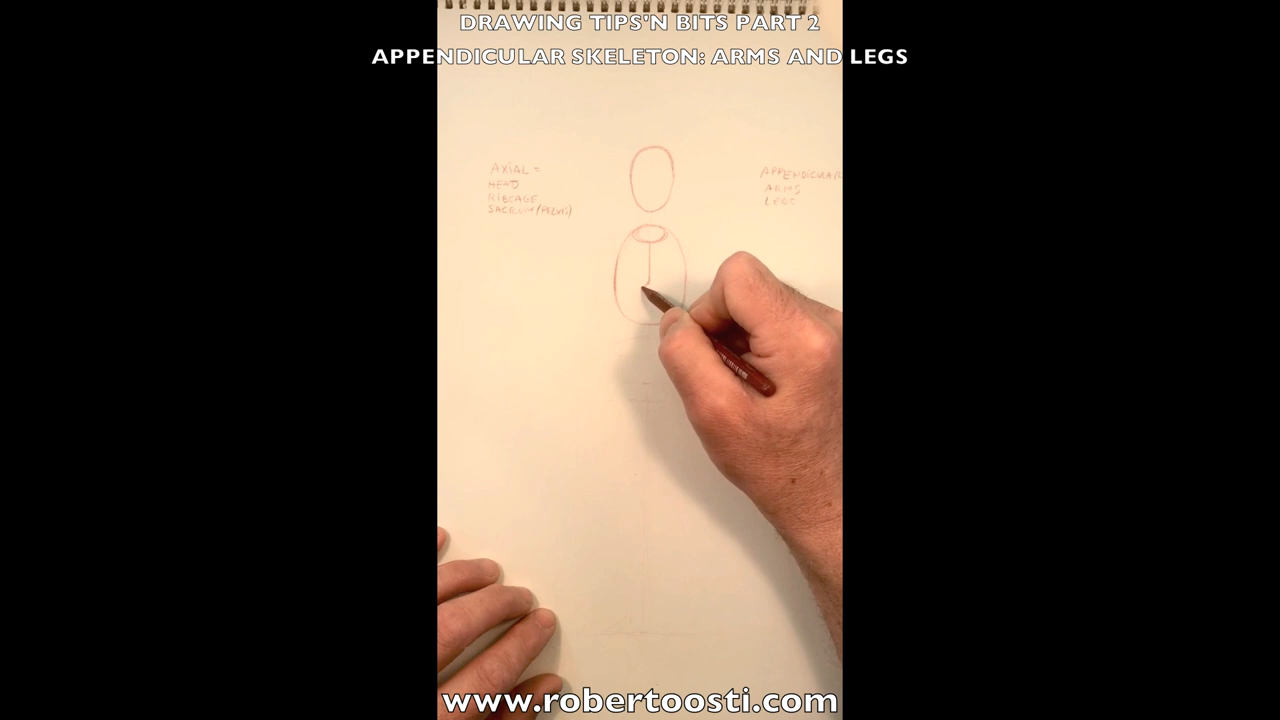 DRAWING TIPS'N BITS PART 2
APPENDICULAR SKELETON: ARMS AND LEGS
AXIAL =
HEAD
RIBCAGE
SACRUM/(PELVIS)
APPENDICULAR
ARMS
LEGS
www.robertoosti.com